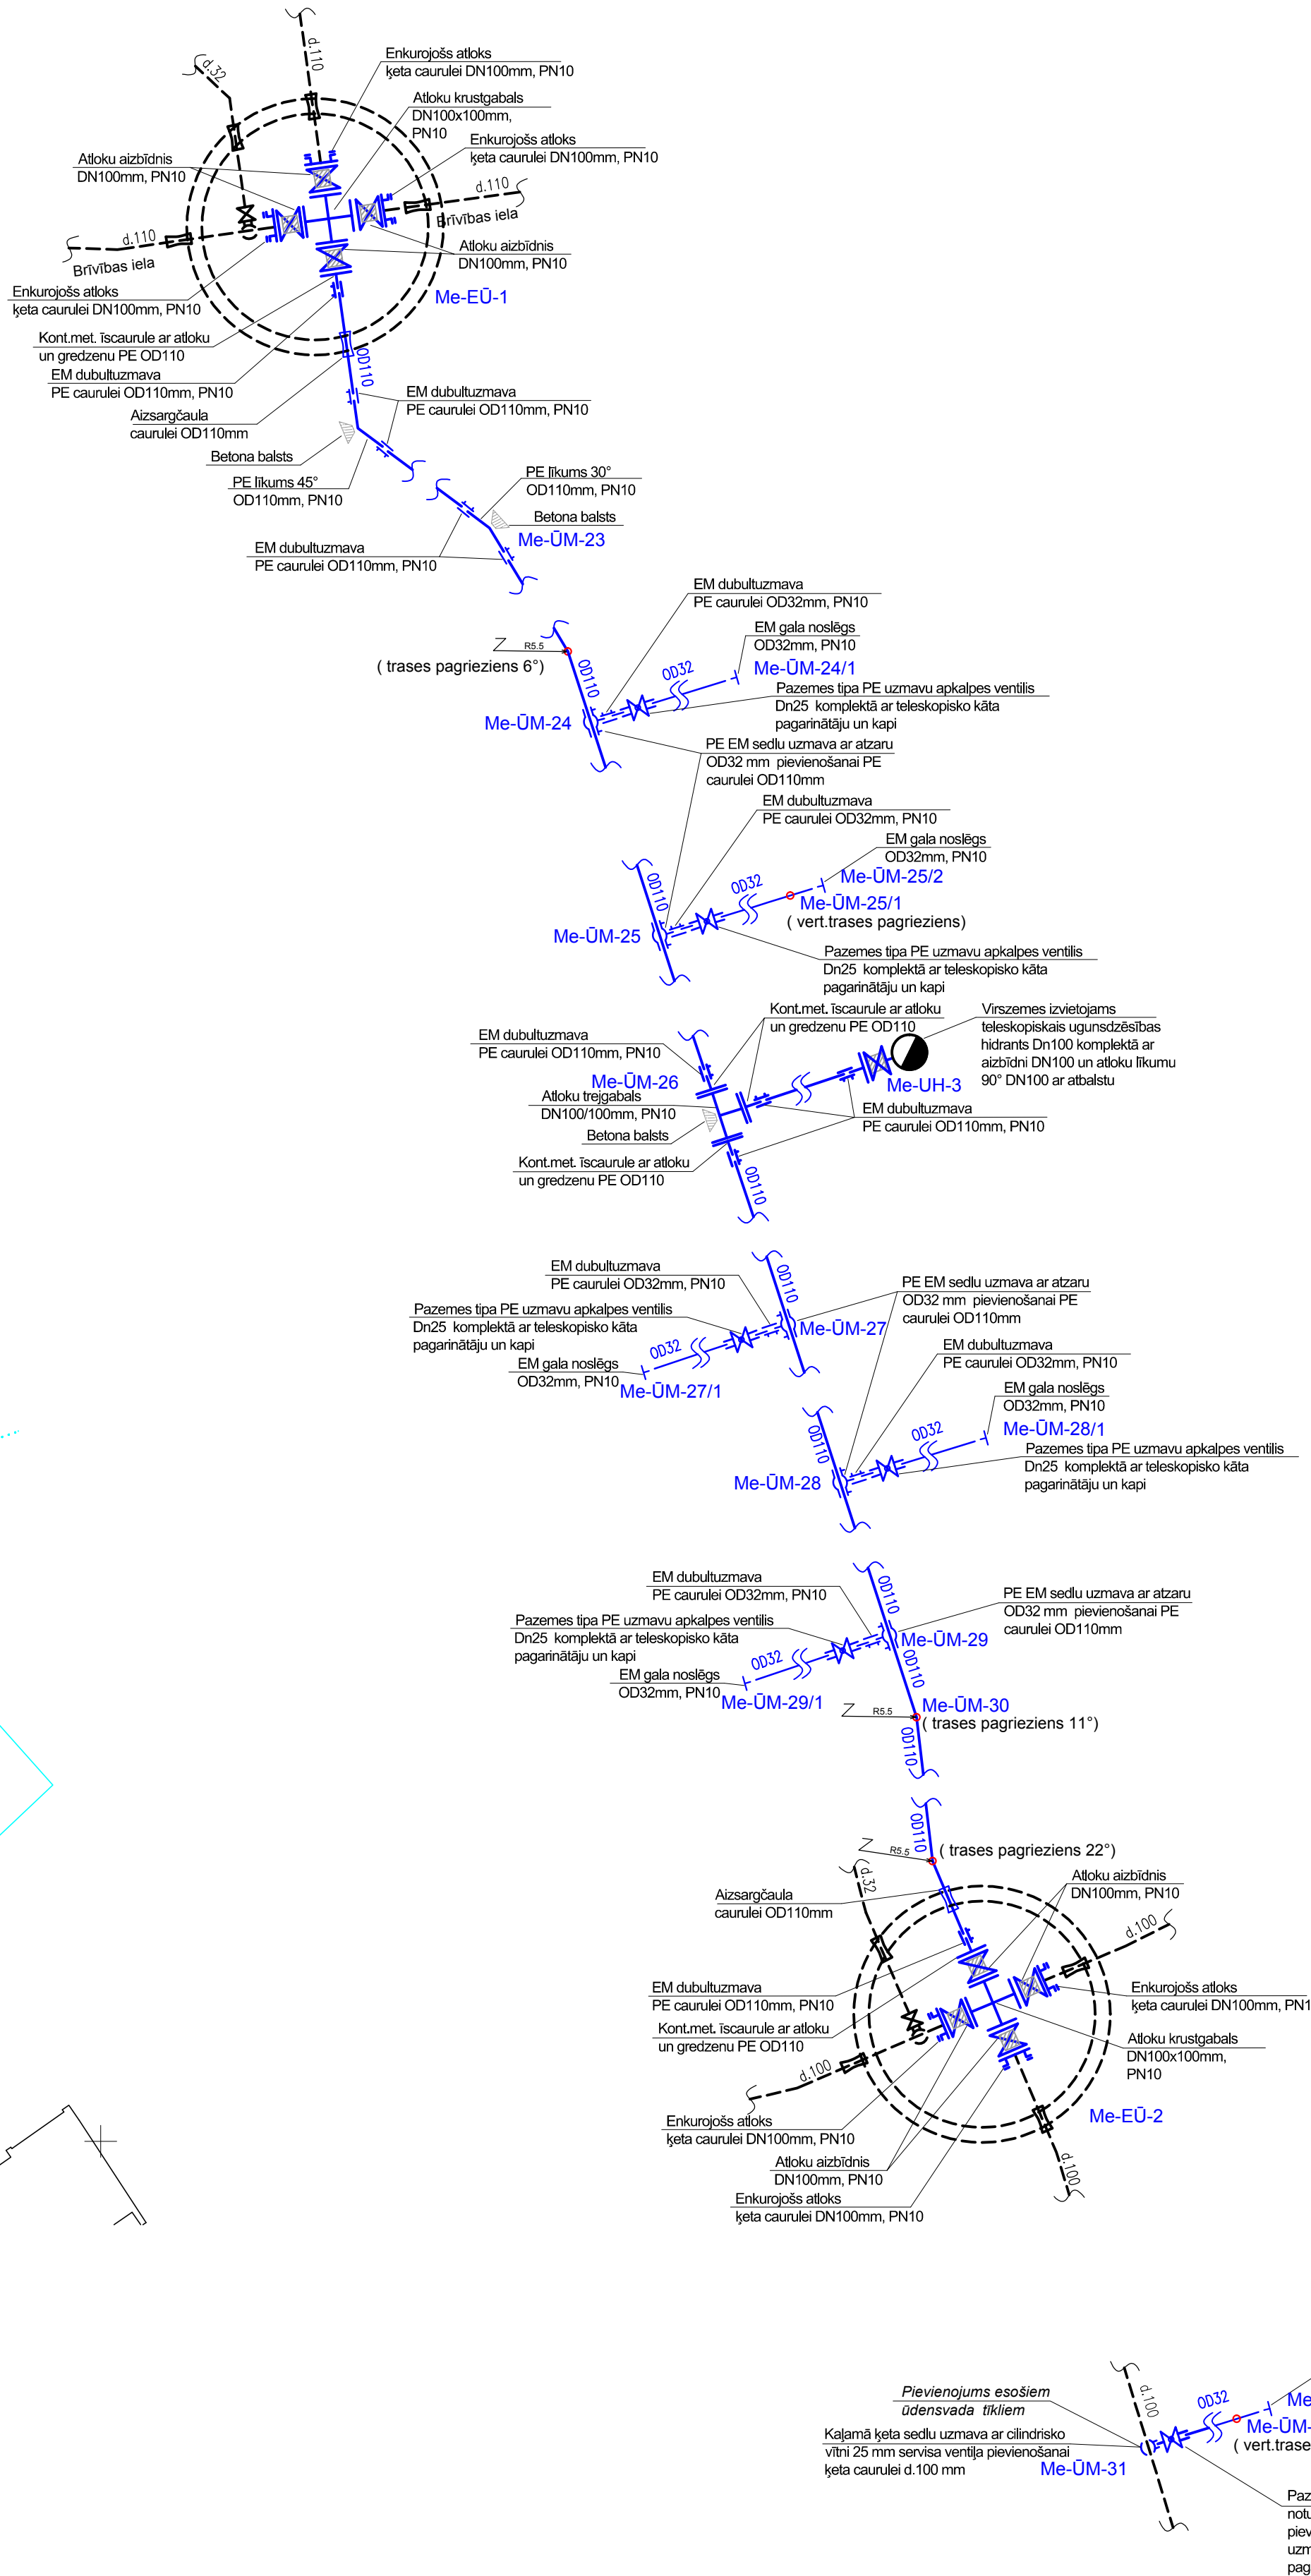 d.110
d.32
Enkurojošs atloks
ķeta caurulei DN100mm, PN10
Atloku krustgabals
DN100x100mm,
PN10
Enkurojošs atloks
ķeta caurulei DN100mm, PN10
Atloku aizbīdnis
DN100mm, PN10
d.110
Brīvības iela
d.110
Brīvības iela
Atloku aizbīdnis
DN100mm, PN10
Enkurojošs atloks
ķeta caurulei DN100mm, PN10
Me-EŪ-1
Kont.met. īscaurule ar atloku
un gredzenu PE OD110
OD110
EM dubultuzmava
PE caurulei OD110mm, PN10
EM dubultuzmava
PE caurulei OD110mm, PN10
Aizsargčaula
caurulei OD110mm
Betona balsts
PE līkums 45°
OD110mm, PN10
PE līkums 30°
OD110mm, PN10
Betona balsts
Me-ŪM-23
EM dubultuzmava
PE caurulei OD110mm, PN10
EM dubultuzmava
PE caurulei OD32mm, PN10
EM gala noslēgs
OD32mm, PN10
R5.5
( trases pagrieziens 6°)
OD110
OD32
Me-ŪM-24/1
Pazemes tipa PE uzmavu apkalpes ventilis
Dn25 komplektā ar teleskopisko kāta
pagarinātāju un kapi
Me-ŪM-24
PE EM sedlu uzmava ar atzaru
OD32 mm pievienošanai PE
caurulei OD110mm
EM dubultuzmava
PE caurulei OD32mm, PN10
EM gala noslēgs
OD32mm, PN10
OD110
OD32
Me-ŪM-25/2
Me-ŪM-25/1
( vert.trases pagrieziens)
Me-ŪM-25
Pazemes tipa PE uzmavu apkalpes ventilis
Dn25 komplektā ar teleskopisko kāta
pagarinātāju un kapi
Kont.met. īscaurule ar atloku
un gredzenu PE OD110
Virszemes izvietojams
teleskopiskais ugunsdzēsības
hidrants Dn100 komplektā ar
aizbīdni DN100 un atloku līkumu
90° DN100 ar atbalstu
EM dubultuzmava
PE caurulei OD110mm, PN10
Me-ŪM-26
Me-UH-3
Atloku trejgabals
DN100/100mm, PN10
EM dubultuzmava
PE caurulei OD110mm, PN10
Betona balsts
Kont.met. īscaurule ar atloku
un gredzenu PE OD110
OD110
EM dubultuzmava
PE caurulei OD32mm, PN10
OD110
PE EM sedlu uzmava ar atzaru
OD32 mm pievienošanai PE
caurulei OD110mm
Pazemes tipa PE uzmavu apkalpes ventilis
Dn25 komplektā ar teleskopisko kāta
pagarinātāju un kapi
Me-ŪM-27
OD32
EM gala noslēgs
OD32mm, PN10
Me-ŪM-27/1
EM dubultuzmava
PE caurulei OD32mm, PN10
EM gala noslēgs
OD32mm, PN10
OD110
OD32
Me-ŪM-28/1
Pazemes tipa PE uzmavu apkalpes ventilis
Dn25 komplektā ar teleskopisko kāta
pagarinātāju un kapi
Me-ŪM-28
EM dubultuzmava
PE caurulei OD32mm, PN10
OD110
PE EM sedlu uzmava ar atzaru
OD32 mm pievienošanai PE
caurulei OD110mm
Pazemes tipa PE uzmavu apkalpes ventilis
Dn25 komplektā ar teleskopisko kāta
pagarinātāju un kapi
Me-ŪM-29
OD32
OD110
EM gala noslēgs
OD32mm, PN10
Me-ŪM-29/1
Me-ŪM-30
R5.5
( trases pagrieziens 11°)
OD110
OD110
R5.5
( trases pagrieziens 22°)
d.32
Atloku aizbīdnis
DN100mm, PN10
Aizsargčaula
caurulei OD110mm
d.100
EM dubultuzmava
PE caurulei OD110mm, PN10
Enkurojošs atloks
ķeta caurulei DN100mm, PN1
Kont.met. īscaurule ar atloku
un gredzenu PE OD110
Atloku krustgabals
DN100x100mm,
PN10
d.100
Me-EŪ-2
Enkurojošs atloks
ķeta caurulei DN100mm, PN10
Atloku aizbīdnis
DN100mm, PN10
d.100
Enkurojošs atloks
ķeta caurulei DN100mm, PN10
Pievienojums esošiem
ūdensvada tīkliem
d.100
OD32
Me
Me-ŪM-
( vert.trase
Kaļamā ķeta sedlu uzmava ar cilindrisko
vītni 25 mm servisa ventiļa pievienošanai
ķeta caurulei d.100 mm
Me-ŪM-31
Paz
notu
piev
uzm
pag